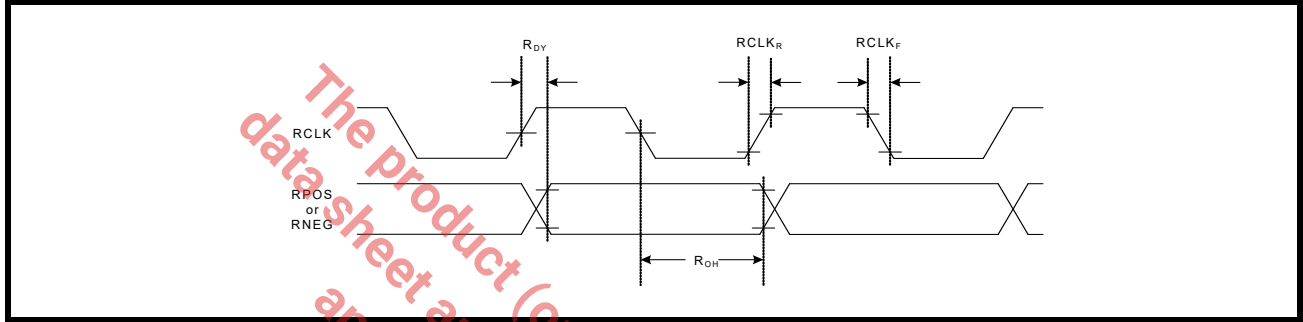 R_DY
RCLK_R
RCLK_F
RCLK
RPOS
or
RNEG
R_OH
The product (o
data sheet a
an